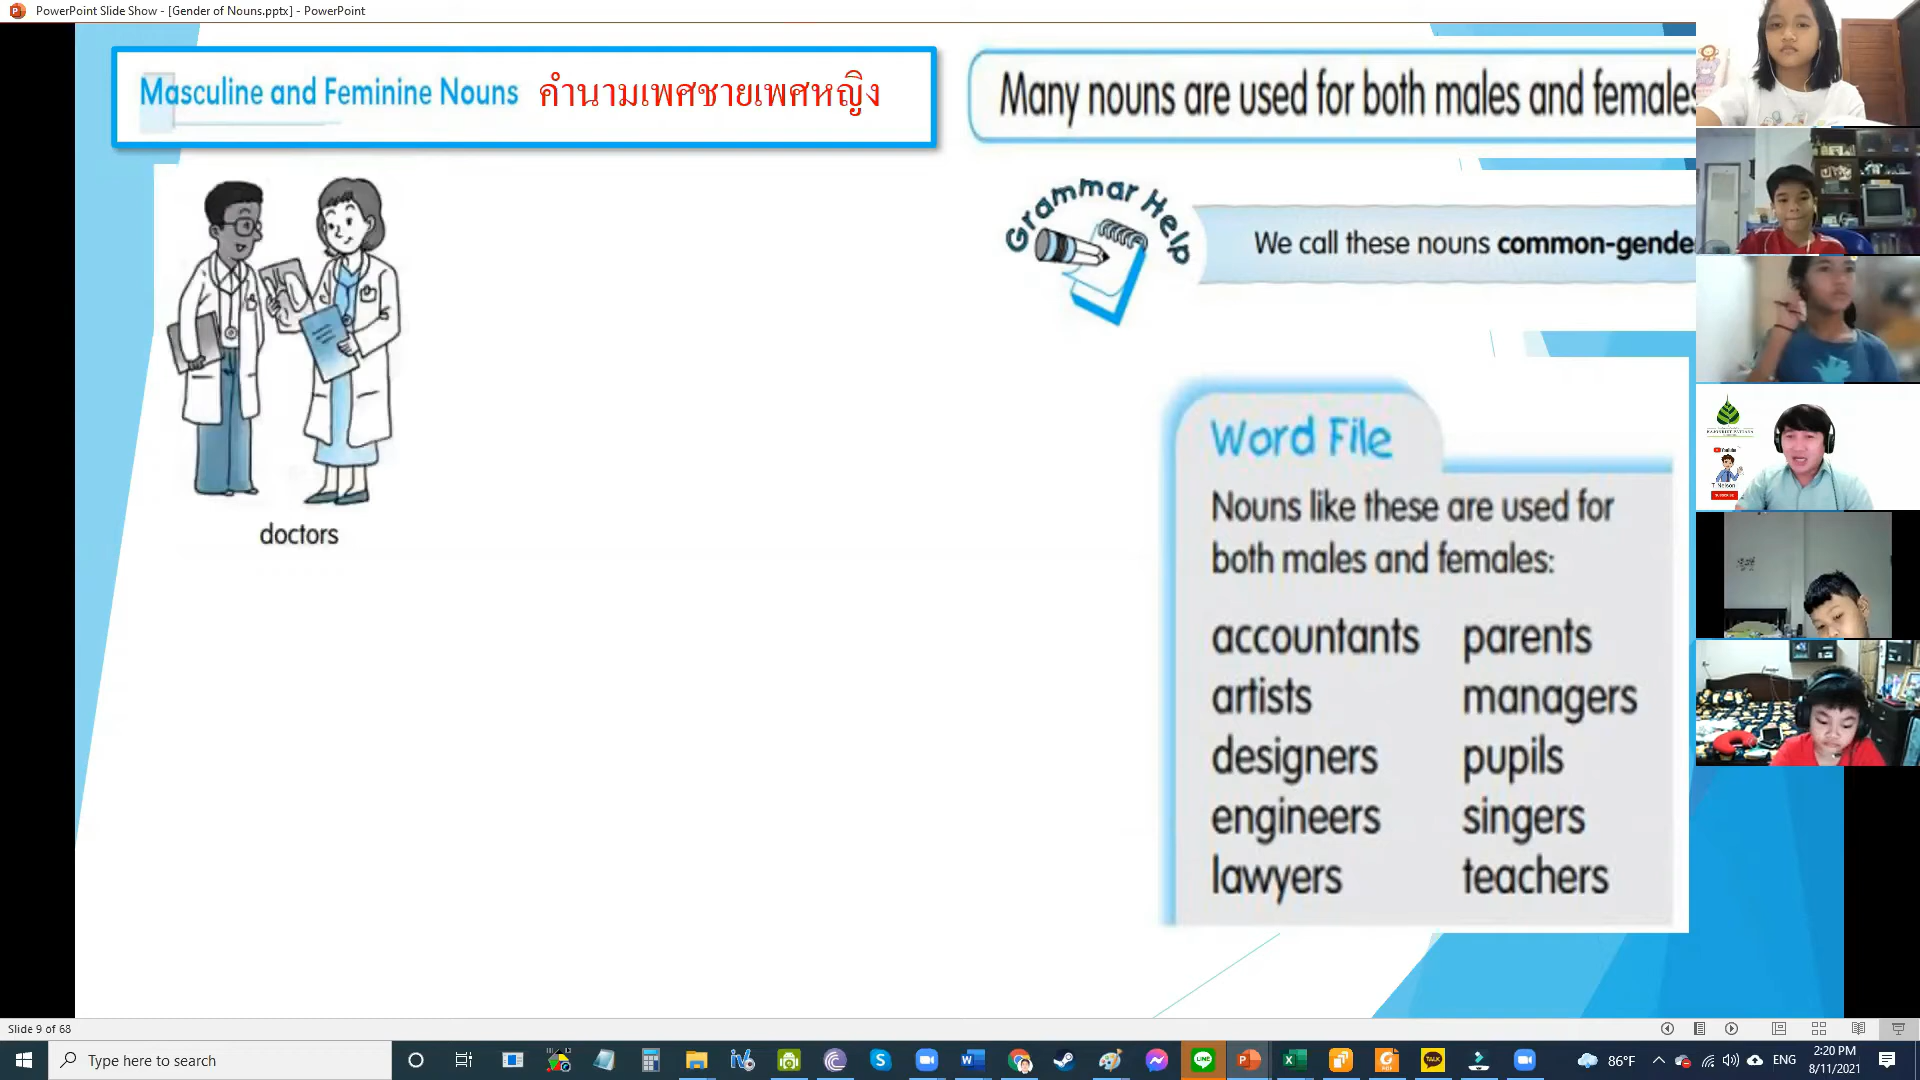 PowerPoint Slide Show - [Gender of Nouns.pptx] - PowerPoint
Masculine and Feminine Nouns คำนามเพศชายเพศหญิง
Many nouns are used for both males and females
Grammar Help
We call these nouns common-gende
doctors
Word File
Nouns like these are used for
both males and females:
accountants parents
artists managers
designers pupils
engineers singers
lawyers teachers
YouTube
T. Nelson
SUBSCRIBE
Slide 9 of 68
Type here to search
86°F
ENG
2:20 PM
8/11/2021